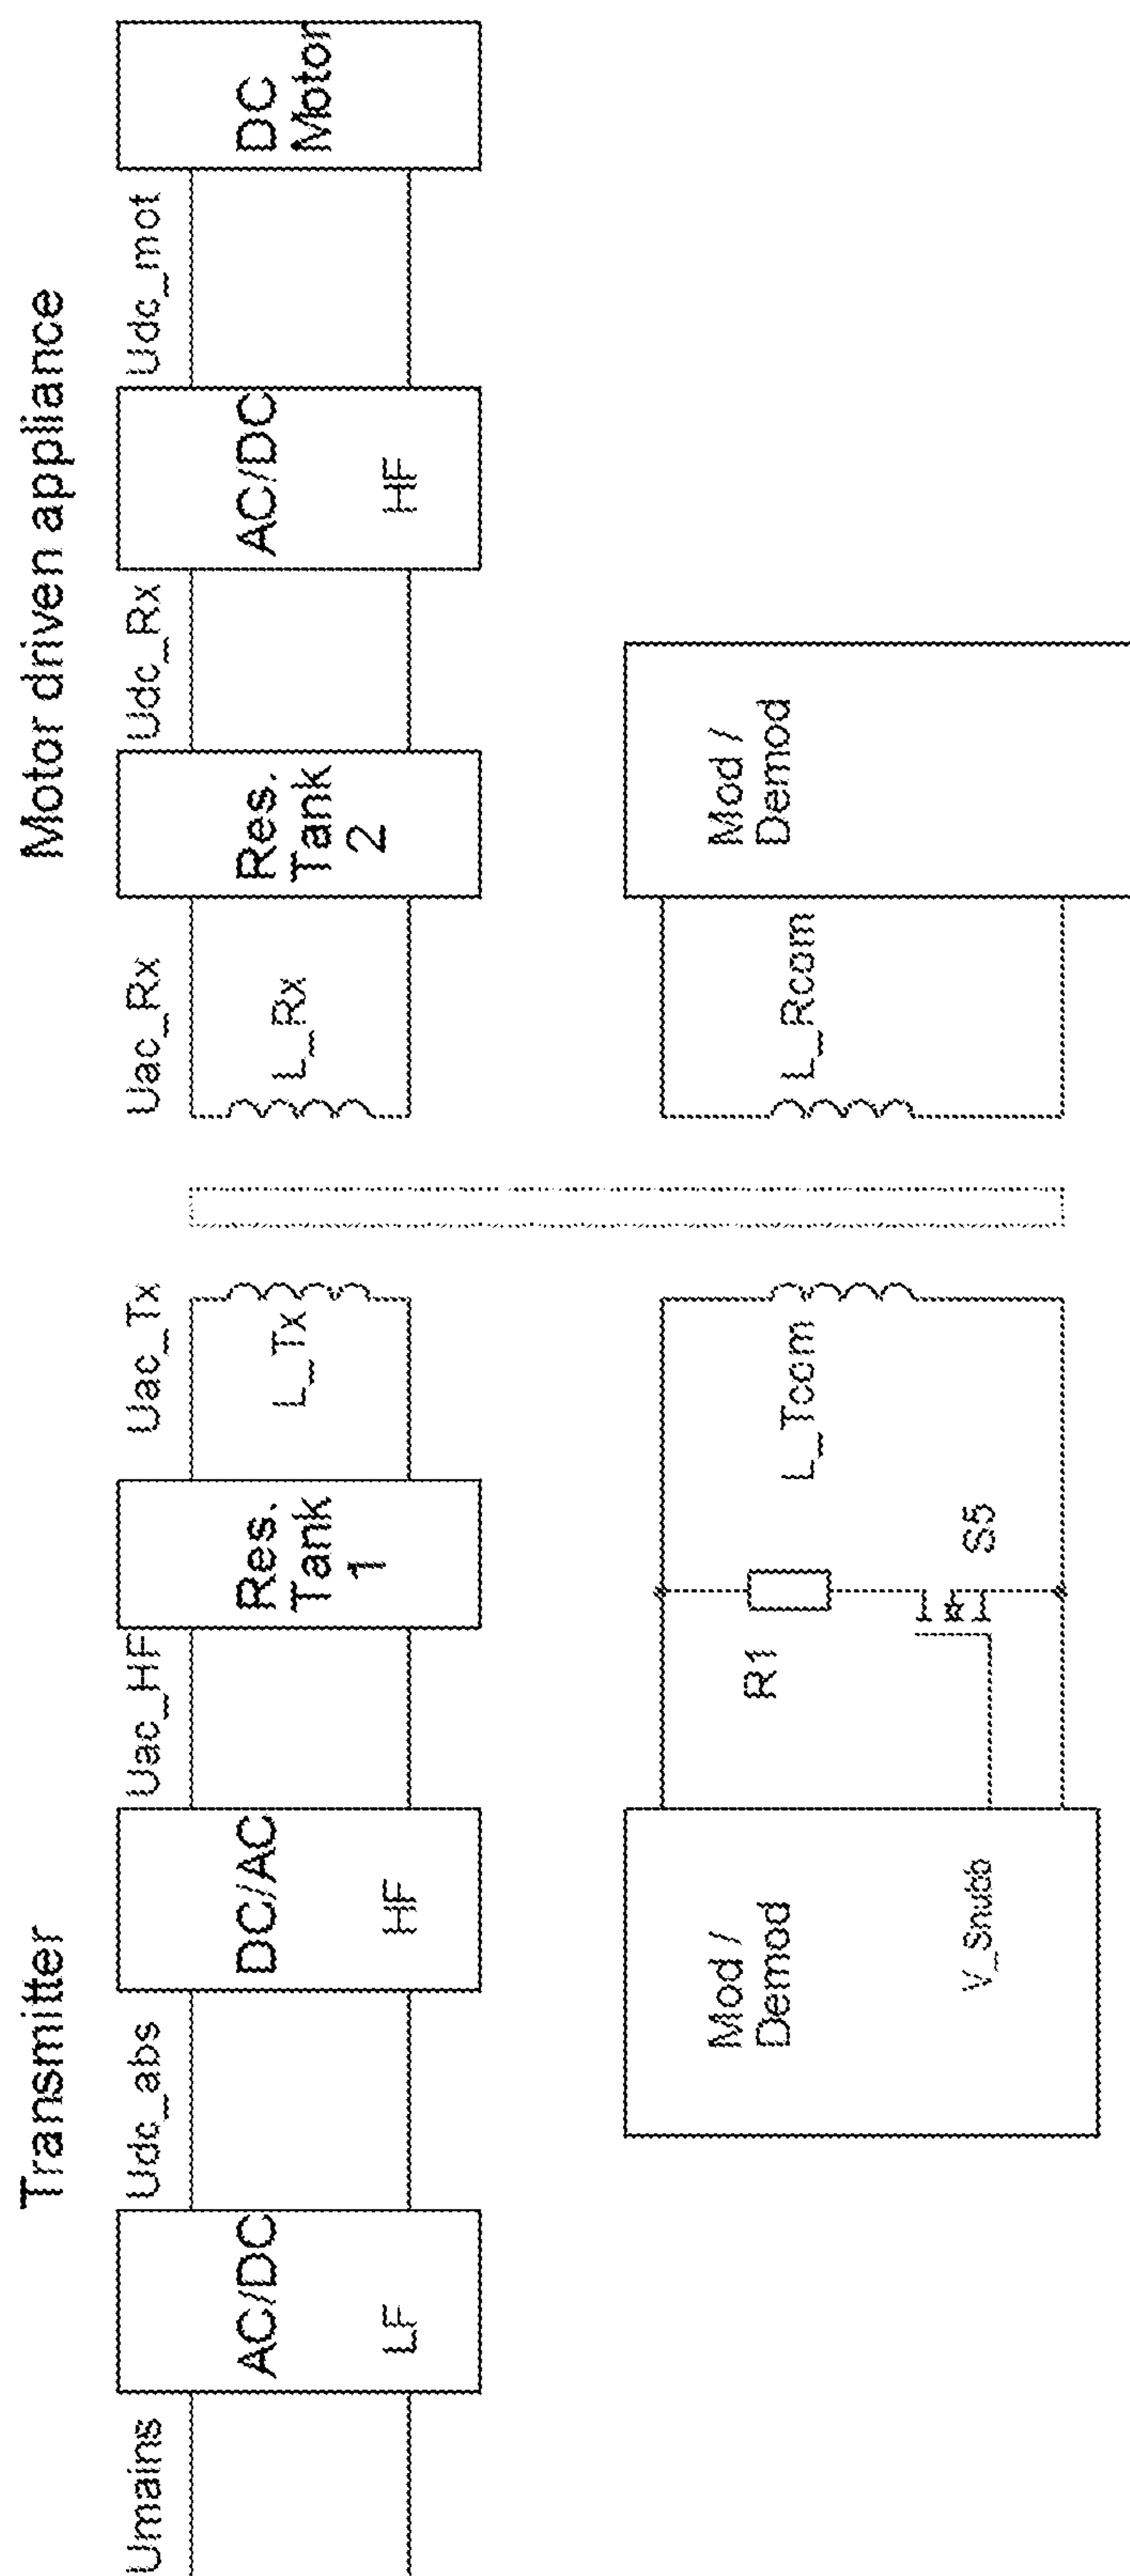 Transmitter
Motor driven appliance
Umains
Udc_abs
Uac_HF
Uac_Tx
Uac_Rx
Udc_Rx
Udc_mot
AC/DC
LF
DC/AC
HF
Res.
Tank
1
L_Tx
L_Rx
Res.
Tank
2
AC/DC
HF
DC
Motor
Mod /
Demod
V_Snubb
R1
S5
L_Tcom
L_Rcom
Mod /
Demod